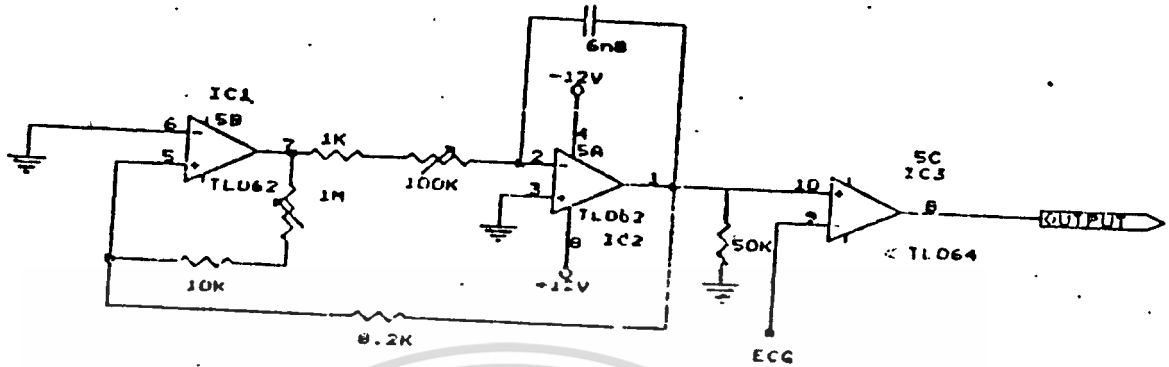 6n8
-12V
IC1
5B
6
5
7
1K
4
5A
2
3
1
100K
TL062
1M
TL062
IC2
8
+12V
10K
8.2K
50K
5C
IC3
10
9
8
OUTPUT
TL064
ECG